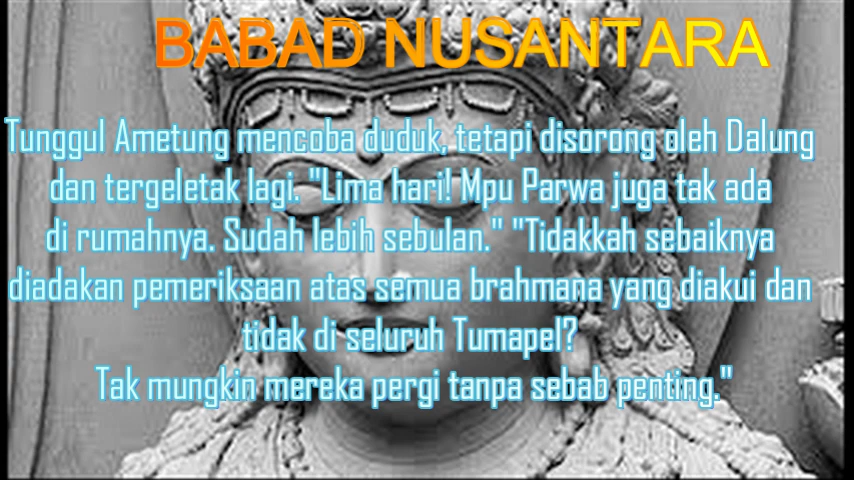 BABAD NUSANTARA
Tunggul Ametung mencoba duduk, tetapi disorong oleh Dalung
dan tergeletak lagi. "Lima hari! Mpu Parwa juga tak ada
di rumahnya. Sudah lebih sebulan." "Tidakkah sebaiknya
diadakan pemeriksaan atas semua brahmana yang diakui dan
tidak di seluruh Tumapel?
Tak mungkin mereka pergi tanpa sebab penting."